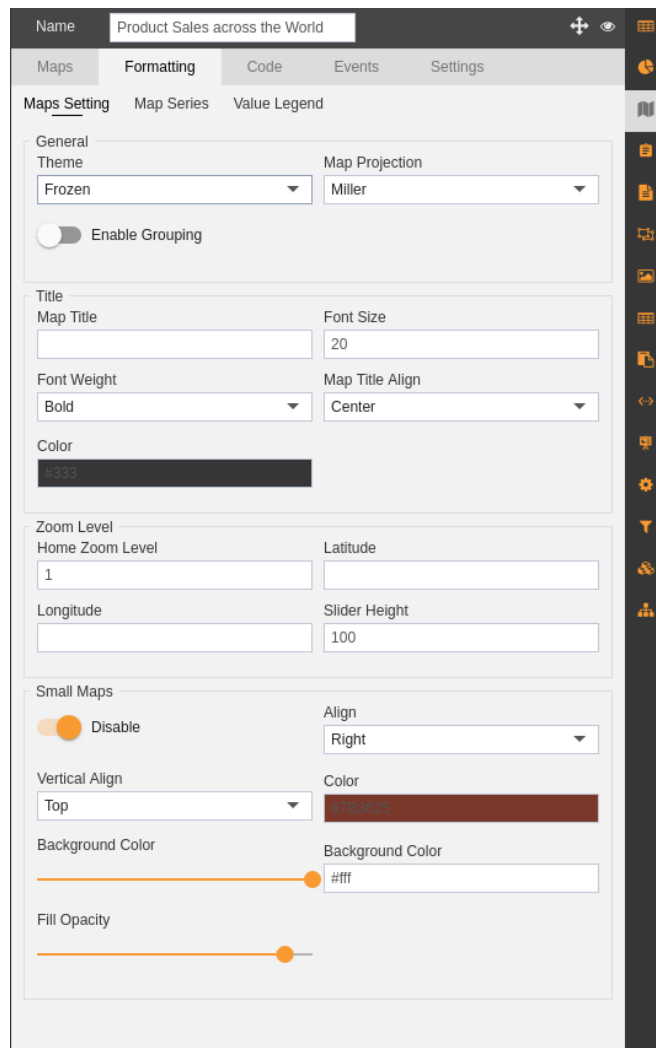 Name Product Sales across the World
Maps Formatting Code Events Settings
Maps Setting Map Series Value Legend
General
Theme Map Projection
Frozen Miller
Enable Grouping
Title
Map Title Font Size
20
Font Weight Map Title Align
Bold Center
Color
#333
Zoom Level
Home Zoom Level Latitude
1
Longitude Slider Height
100
Small Maps
Disable Align
Right
Vertical Align Color
Top #7B3625
Background Color Background Color
#fff
Fill Opacity